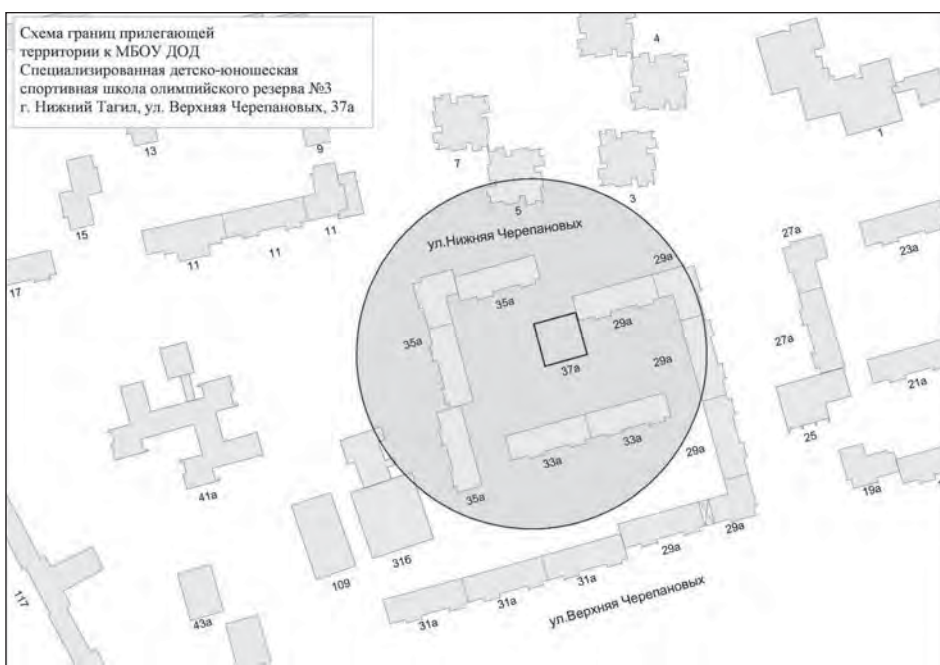 Схема границ прилегающей
территории к МБОУ ДОД
Специализированная детско-юношеская
спортивная школа олимпийского резерва №3
г. Нижний Тагил, ул. Верхняя Черепановых, 37а
4
1
13
9
7
3
5
15
11
11
11
17
ул.Нижняя Черепановых
27а
23а
29а
35а
29а
35а
37а
29а
27а
21а
25
33а
33а
29а
19а
41а
35а
316
109
29а
29а
31а
31а
31а
43а
117
ул.Верхняя Черепановых